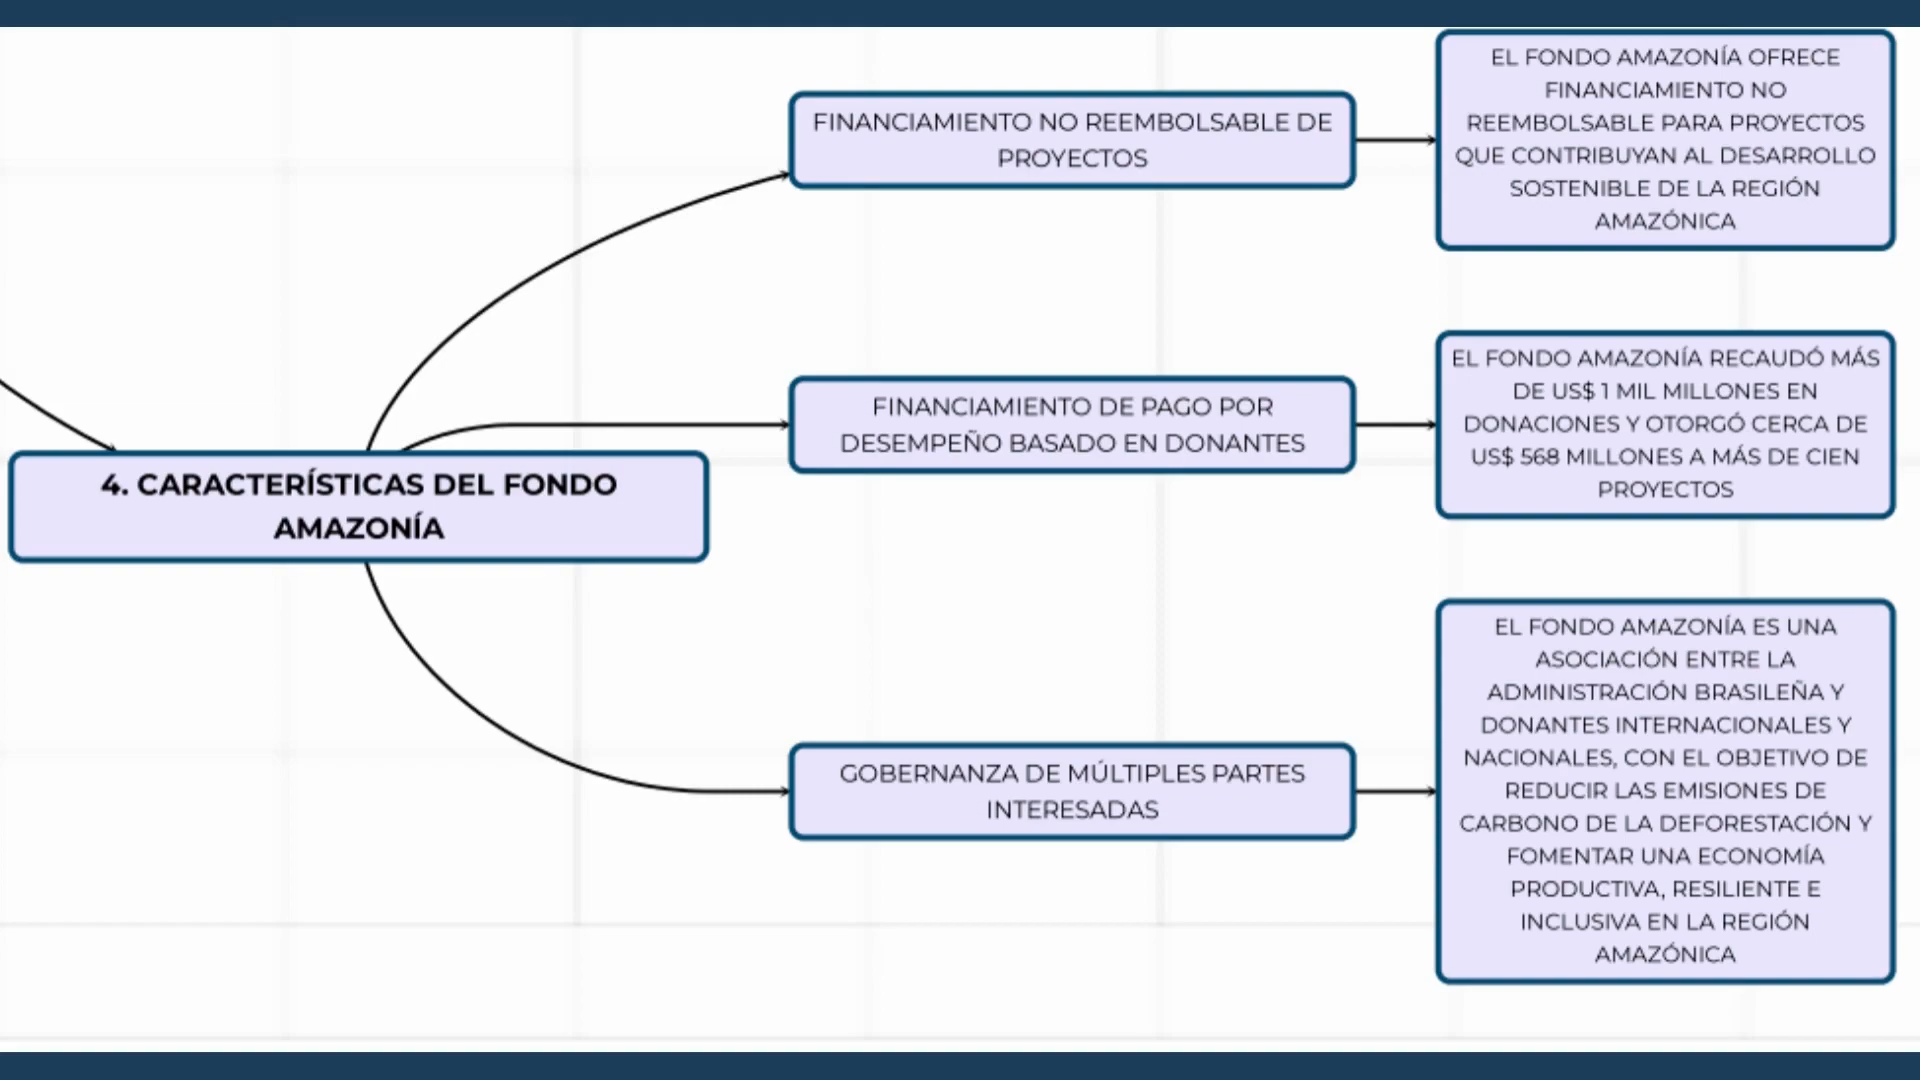 4. CARACTERÍSTICAS DEL FONDO
AMAZONÍA
FINANCIAMIENTO NO REEMBOLSABLE DE
PROYECTOS
EL FONDO AMAZONÍA OFRECE
FINANCIAMIENTO NO
REEMBOLSABLE PARA PROYECTOS
QUE CONTRIBUYAN AL DESARROLLO
SOSTENIBLE DE LA REGIÓN
AMAZÓNICA
FINANCIAMIENTO DE PAGO POR
DESEMPEÑO BASADO EN DONANTES
EL FONDO AMAZONÍA RECAUDÓ MÁS
DE US$ 1 MIL MILLONES EN
DONACIONES Y OTORGÓ CERCA DE
US$ 568 MILLONES A MÁS DE CIEN
PROYECTOS
GOBERNANZA DE MÚLTIPLES PARTES
INTERESADAS
EL FONDO AMAZONÍA ES UNA
ASOCIACIÓN ENTRE LA
ADMINISTRACIÓN BRASILEÑA Y
DONANTES INTERNACIONALES Y
NACIONALES, CON EL OBJETIVO DE
REDUCIR LAS EMISIONES DE
CARBONO DE LA DEFORESTACIÓN Y
FOMENTAR UNA ECONOMÍA
PRODUCTIVA, RESILIENTE E
INCLUSIVA EN LA REGIÓN
AMAZÓNICA